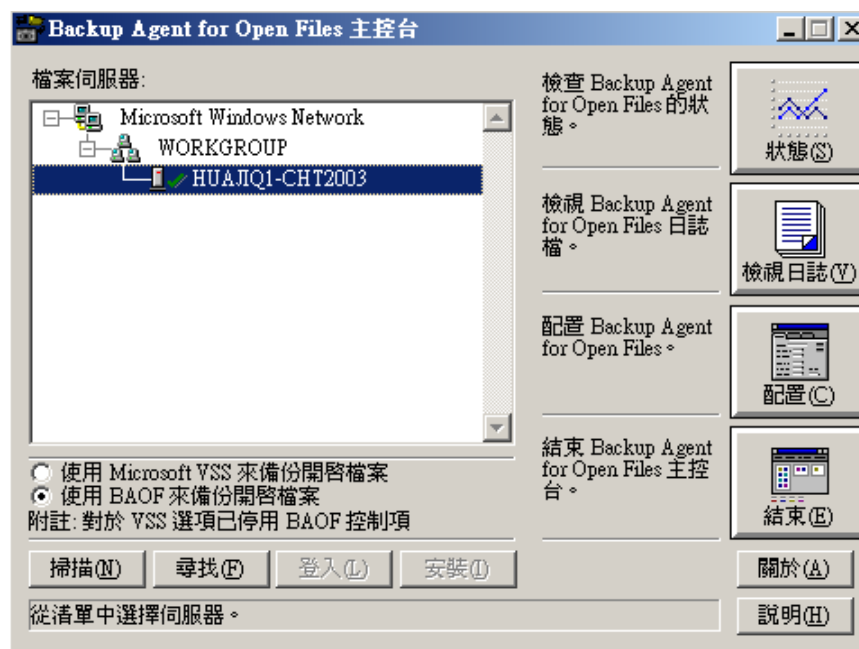 Backup Agent for Open Files 主控台
檔案伺服器:
Microsoft Windows Network
WORKGROUP
HUAJIQ1-CHT2003
檢查 Backup Agent
for Open Files 的狀
態。
狀態(S)
檢視 Backup Agent
for Open Files 日誌
檔。
檢視日誌(V)
配置 Backup Agent
for Open Files。
配置(C)
結束 Backup Agent
for Open Files 主控
台。
結束(E)
使用 Microsoft VSS 來備份開啟檔案
使用 BAOF 來備份開啟檔案
附註: 對於 VSS 選項已停用 BAOF 控制項
掃描(N)
尋找(F)
登入(L)
安裝(I)
關於(A)
從清單中選擇伺服器。
說明(H)